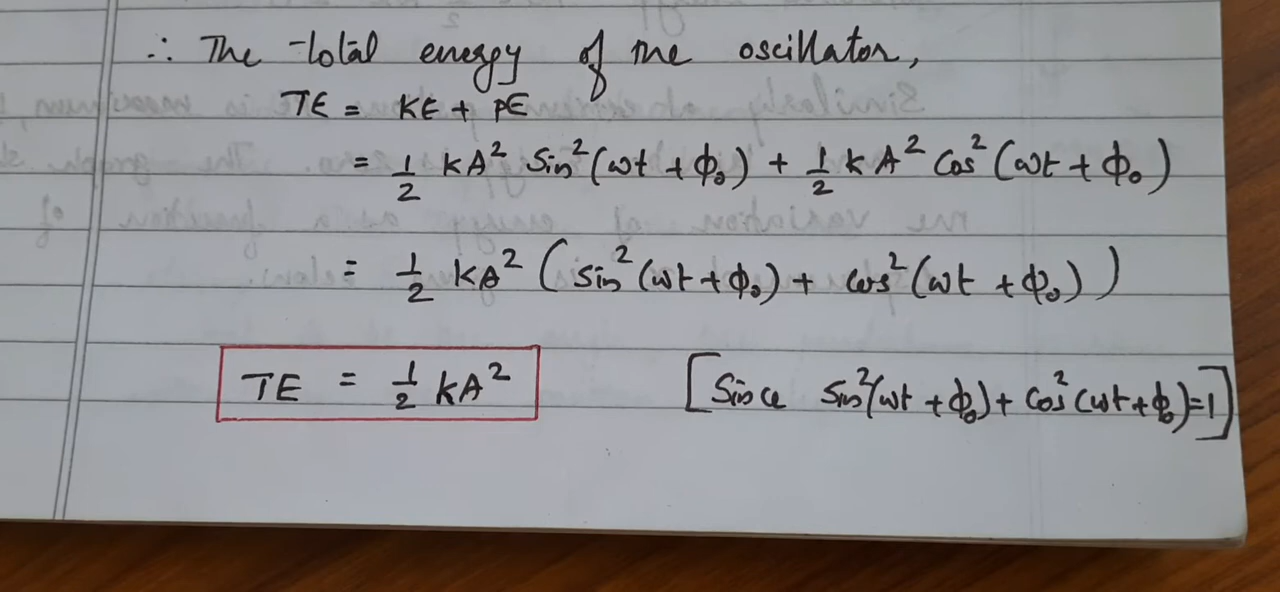 ∴ The total energy of the oscillator,
TE = KE + PE
= 1/2 kA² Sin²(ωt + ϕ₀) + 1/2 kA² Cos²(ωt + ϕ₀)
= 1/2 kA² (sin²(ωt + ϕ₀) + cos²(ωt + ϕ₀))
TE = 1/2 kA² [Since Sin²(ωt + ϕ₀) + Cos²(ωt + ϕ₀) = 1]